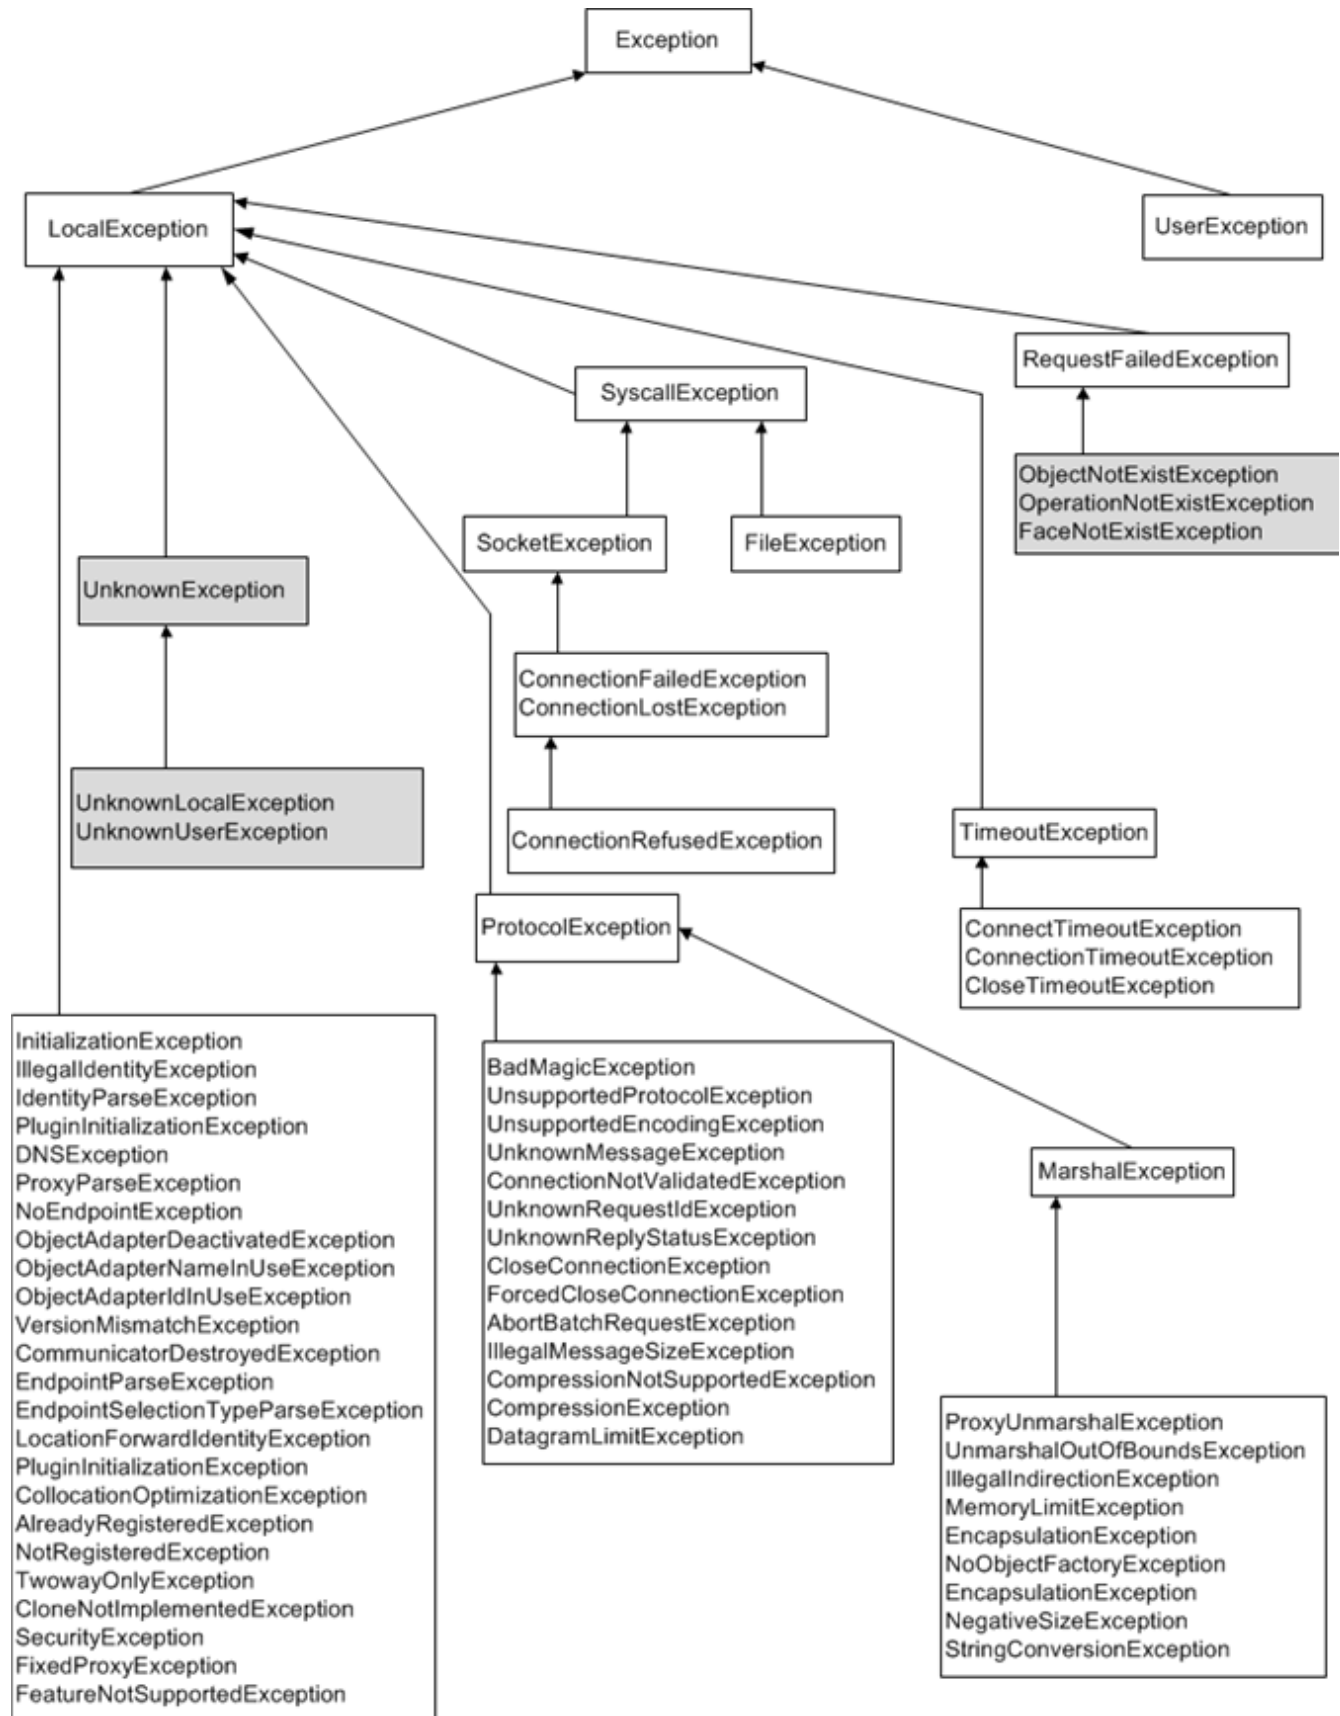 Exception
LocalException
UserException
RequestFailedException
SyscallException
ObjectNotExistException
OperationNotExistException
FaceNotExistException
SocketException
FileException
UnknownException
ConnectionFailedException
ConnectionLostException
UnknownLocalException
UnknownUserException
ConnectionRefusedException
TimeoutException
ProtocolException
ConnectTimeoutException
ConnectionTimeoutException
CloseTimeoutException
InitializationException
IllegalIdentityException
IdentityParseException
PluginInitializationException
DNSException
ProxyParseException
NoEndpointException
ObjectAdapterDeactivatedException
ObjectAdapterNameInUseException
ObjectAdapterIdInUseException
VersionMismatchException
CommunicatorDestroyedException
EndpointParseException
EndpointSelectionTypeParseException
LocationForwardIdentityException
PluginInitializationException
CollocationOptimizationException
AlreadyRegisteredException
NotRegisteredException
TwowayOnlyException
CloneNotImplementedException
SecurityException
FixedProxyException
FeatureNotSupportedException
BadMagicException
UnsupportedProtocolException
UnsupportedEncodingException
UnknownMessageException
ConnectionNotValidatedException
UnknownRequestIdException
UnknownReplyStatusException
CloseConnectionException
ForcedCloseConnectionException
AbortBatchRequestException
IllegalMessageSizeException
CompressionNotSupportedException
CompressionException
DatagramLimitException
MarshalException
ProxyUnmarshalException
UnmarshalOutOfBoundsException
IllegalIndirectionException
MemoryLimitException
EncapsulationException
NoObjectFactoryException
EncapsulationException
NegativeSizeException
StringConversionException